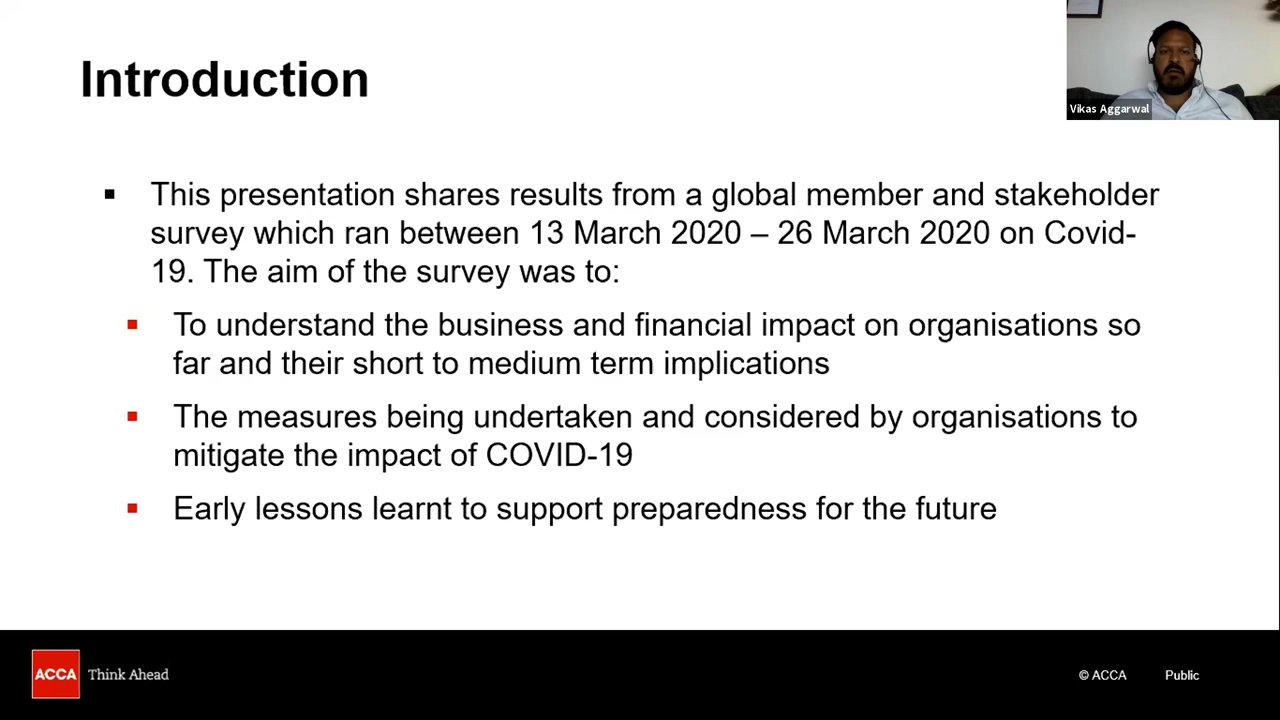 Introduction
Vikas Aggarwal
This presentation shares results from a global member and stakeholder
survey which ran between 13 March 2020 – 26 March 2020 on Covid-
19. The aim of the survey was to:
To understand the business and financial impact on organisations so
far and their short to medium term implications
The measures being undertaken and considered by organisations to
mitigate the impact of COVID-19
Early lessons learnt to support preparedness for the future
ACCA Think Ahead
© ACCA Public